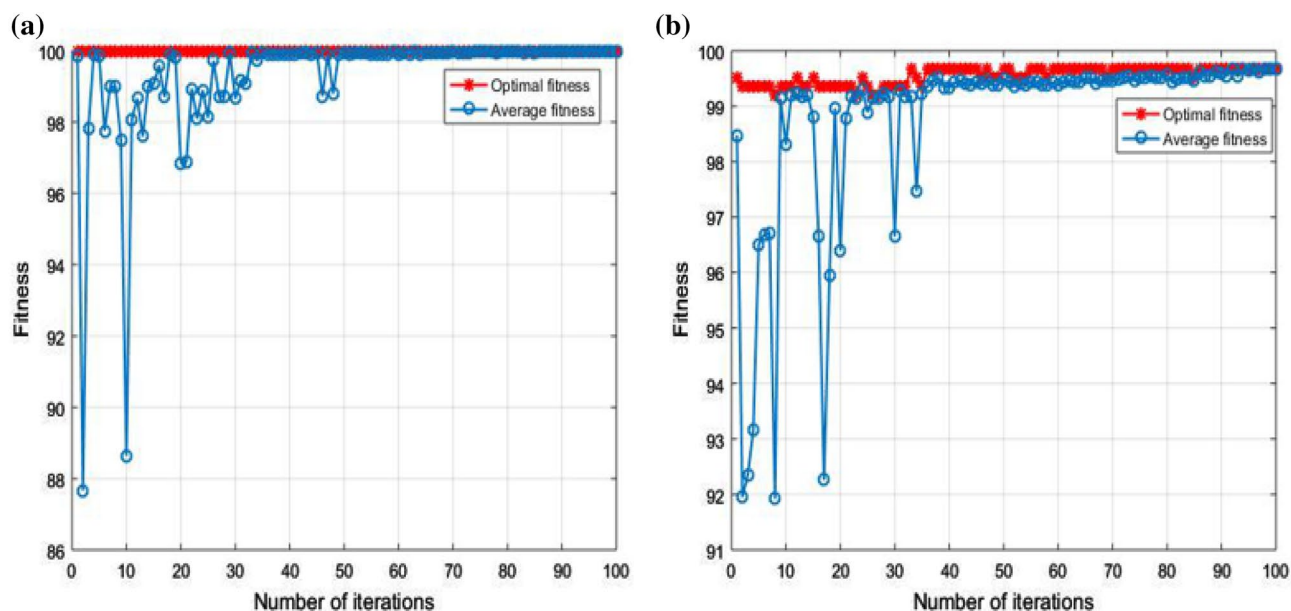 (a)
100
98
96
94
92
90
88
86
Fitness
0 10 20 30 40 50 60 70 80 90 100
Number of iterations
Optimal fitness
Average fitness
(b)
100
99
98
97
96
95
94
93
92
91
Fitness
0 10 20 30 40 50 60 70 80 90 100
Number of iterations
Optimal fitness
Average fitness